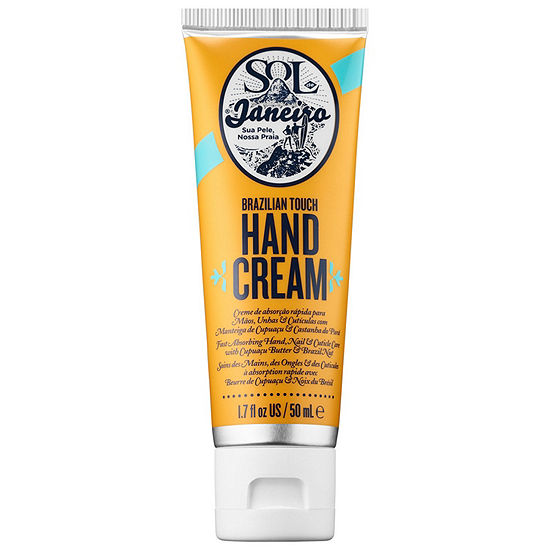 SOL
de
Janeiro
Sua Pele,
Nossa Praia
BRAZILIAN TOUCH
HAND
CREAM
Creme de absorção rápida para
Mãos, Unhas & Cutículas com
Manteiga de Cupuaçu & Castanha do Pará
Fast Absorbing Hand, Nail & Cuticle Care
with Cupuaçu Butter & Brazil Nut
Soins des Mains, des Ongles & des Cuticules
à absorption rapide avec
Beurre de Cupuaçu & Noix du Brésil
1.7 fl oz US / 50 mL ℮